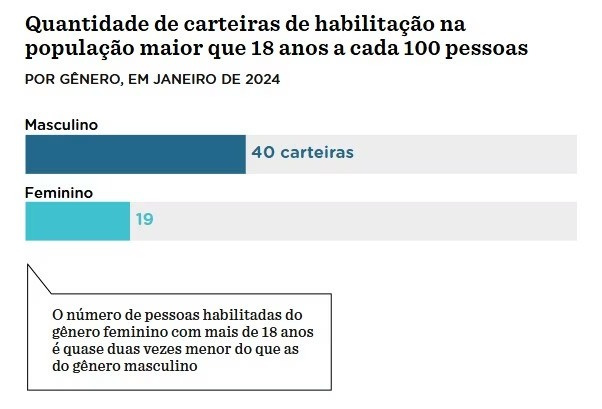 Quantidade de carteiras de habilitação na
população maior que 18 anos a cada 100 pessoas
POR GÊNERO, EM JANEIRO DE 2024
Masculino
40 carteiras
Feminino
19
O número de pessoas habilitadas do
gênero feminino com mais de 18 anos
é quase duas vezes menor do que as
do gênero masculino